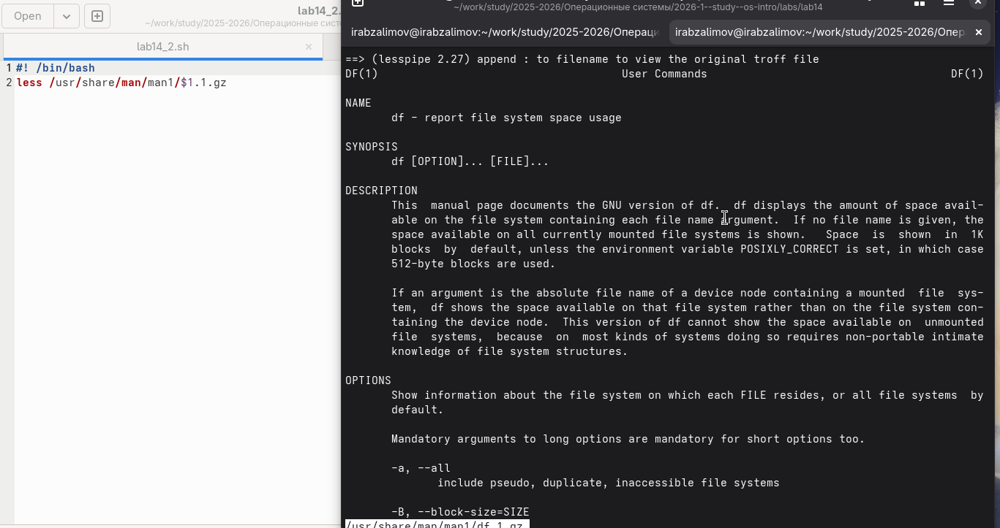 Open
lab14_2.
~/work/study/2025-2026/Операционные сист
lab14_2.sh
1 #! /bin/bash
2 less /usr/share/man/man1/$1.1.gz
~/work/study/2025-2026/Операционные системы/2026-1--study--os-intro/labs/lab14
irabzalimov@irabzalimov:~/work/study/2025-2026/Операци
irabzalimov@irabzalimov:~/work/study/2025-2026/Опер
==> (lesspipe 2.27) append : to filename to view the original troff file
DF(1) User Commands DF(1)
NAME
df - report file system space usage
SYNOPSIS
df [OPTION]... [FILE]...
DESCRIPTION
This manual page documents the GNU version of df. df displays the amount of space avail-
able on the file system containing each file name argument. If no file name is given, the
space available on all currently mounted file systems is shown. Space is shown in 1K
blocks by default, unless the environment variable POSIXLY_CORRECT is set, in which case
512-byte blocks are used.
If an argument is the absolute file name of a device node containing a mounted file sys-
tem, df shows the space available on that file system rather than on the file system con-
taining the device node. This version of df cannot show the space available on unmounted
file systems, because on most kinds of systems doing so requires non-portable intimate
knowledge of file system structures.
OPTIONS
Show information about the file system on which each FILE resides, or all file systems by
default.
Mandatory arguments to long options are mandatory for short options too.
-a, --all
include pseudo, duplicate, inaccessible file systems
-B, --block-size=SIZE
/usr/share/man/man1/df.1.gz